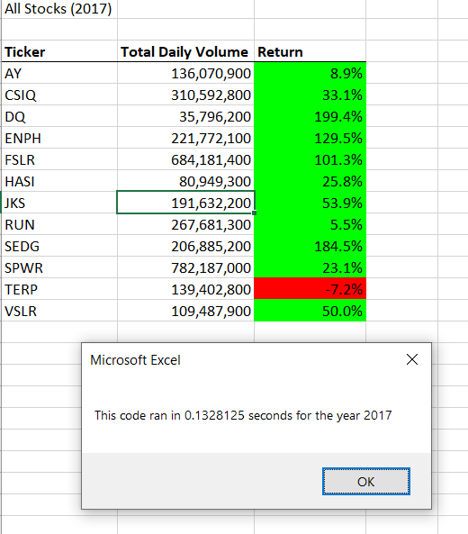 All Stocks (2017)
Ticker Total Daily Volume Return
AY 136,070,900 8.9%
CSIQ 310,592,800 33.1%
DQ 35,796,200 199.4%
ENPH 221,772,100 129.5%
FSLR 684,181,400 101.3%
HASI 80,949,300 25.8%
JKS 191,632,200 53.9%
RUN 267,681,300 5.5%
SEDG 206,885,200 184.5%
SPWR 782,187,000 23.1%
TERP 139,402,800 -7.2%
VSLR 109,487,900 50.0%
Microsoft Excel
This code ran in 0.1328125 seconds for the year 2017
OK